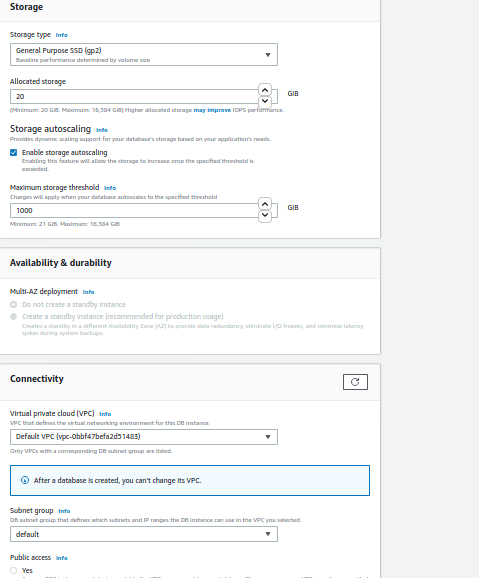 Storage
Storage type Info
General Purpose SSD (gp2)
Baseline performance determined by volume size
Allocated storage
20
GiB
(Minimum: 20 GiB. Maximum: 16,384 GiB) Higher allocated storage may improve IOPS performance.
Storage autoscaling Info
Provides dynamic scaling support for your database's storage based on your application's needs.
Enable storage autoscaling
Enabling this feature will allow the storage to increase once the specified threshold is
exceeded.
Maximum storage threshold Info
Charges will apply when your database autoscales to the specified threshold
1000
GiB
Minimum: 21 GiB. Maximum: 16,384 GiB
Availability & durability
Multi-AZ deployment Info
Do not create a standby instance
Create a standby instance (recommended for production usage)
Creates a standby in a different Availability Zone (AZ) to provide data redundancy, eliminate I/O freezes, and minimize latency
spikes during system backups.
Connectivity
Virtual private cloud (VPC) Info
VPC that defines the virtual networking environment for this DB instance.
Default VPC (vpc-0bbf47befa2d51483)
Only VPCs with a corresponding DB subnet group are listed.
After a database is created, you can't change its VPC.
Subnet group Info
DB subnet group that defines which subnets and IP ranges the DB instance can use in the VPC you selected.
default
Public access Info
Yes